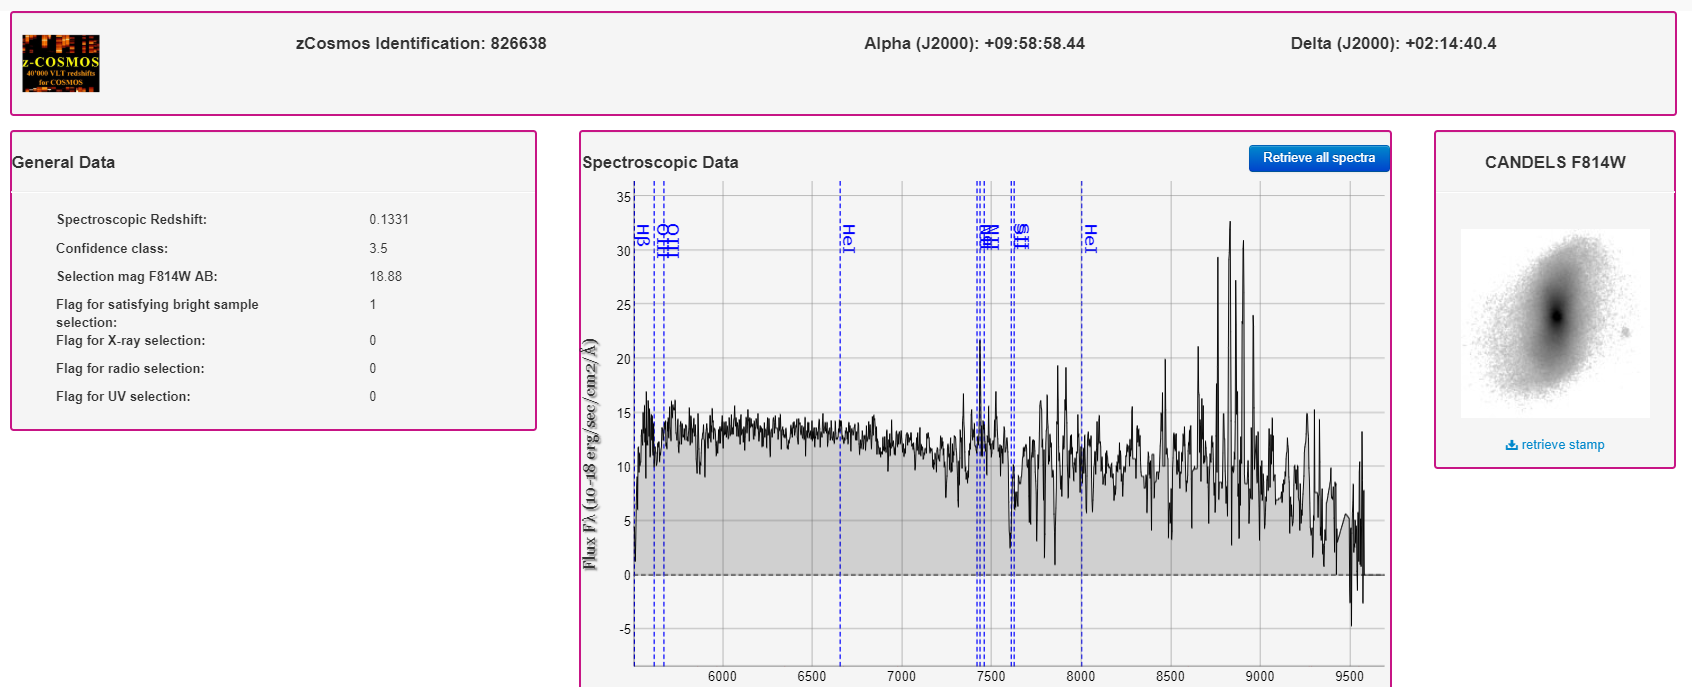 z-COSMOS
40'000 VLT redshifts
for COSMOS
zCosmos Identification: 826638
Alpha (J2000): +09:58:58.44
Delta (J2000): +02:14:40.4
General Data
Spectroscopic Redshift: 0.1331
Confidence class: 3.5
Selection mag F814W AB: 18.88
Flag for satisfying bright sample 1
selection:
Flag for X-ray selection: 0
Flag for radio selection: 0
Flag for UV selection: 0
Spectroscopic Data
Retrieve all spectra
Flux Fλ (10-18 erg/sec/cm2/Å)
35
30
25
20
15
10
5
0
-5
Hβ
OIII
OIII
HeI
NII
SII
HeI
6000
6500
7000
7500
8000
8500
9000
9500
CANDELS F814W
retrieve stamp